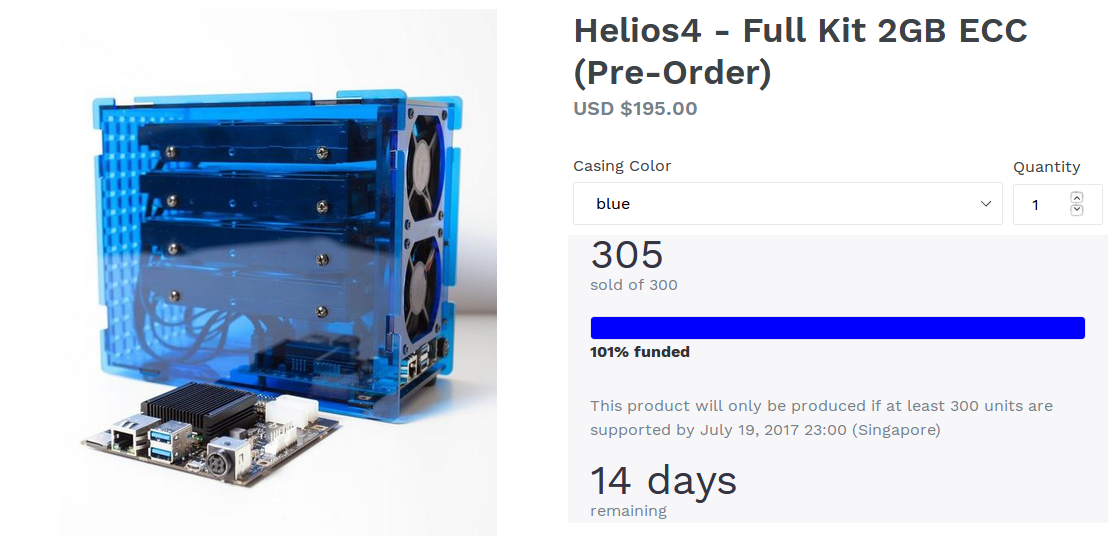 Helios4 - Full Kit 2GB ECC
(Pre-Order)
USD $195.00
Casing Color
Quantity
blue
1
305
sold of 300
101% funded
This product will only be produced if at least 300 units are
supported by July 19, 2017 23:00 (Singapore)
14 days
remaining